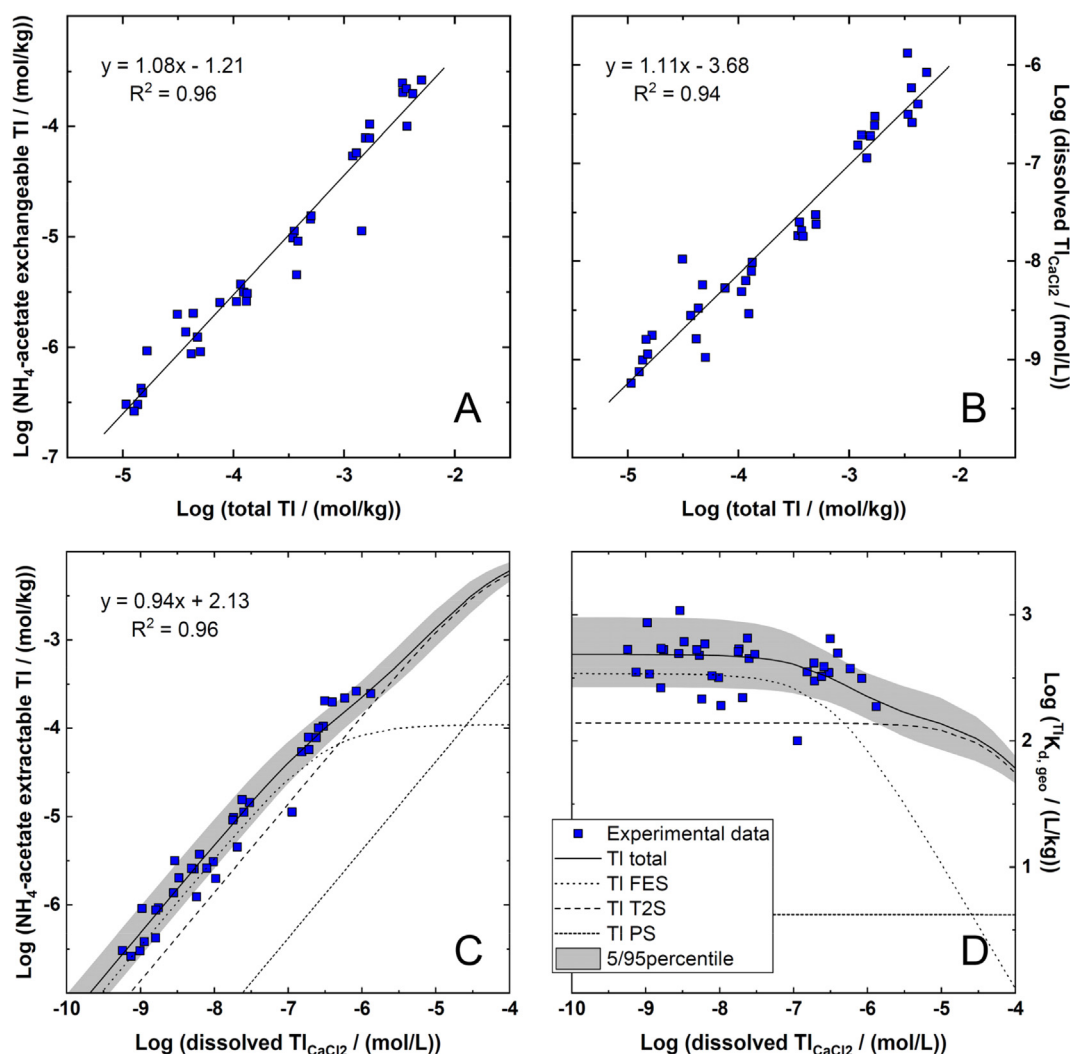 Log (NH4-acetate exchangeable Tl / (mol/kg))
y = 1.08x - 1.21
R² = 0.96
-4
-5
-6
-7
-5
-4
-3
-2
A
Log (total Tl / (mol/kg))
y = 1.11x - 3.68
R² = 0.94
-6
-7
-8
-9
-5
-4
-3
-2
B
Log (total Tl / (mol/kg))
Log (dissolved TlCaCl2 / (mol/L))
Log (NH4-acetate extractable Tl / (mol/kg))
y = 0.94x + 2.13
R² = 0.96
-3
-4
-5
-6
-10
-9
-8
-7
-6
-5
-4
C
Log (dissolved TlCaCl2 / (mol/L))
3
2
1
Log (TlKd, geo / (L/kg))
Experimental data
Tl total
Tl FES
Tl T2S
Tl PS
5/95percentile
D
-10
-9
-8
-7
-6
-5
-4
Log (dissolved TlCaCl2 / (mol/L))